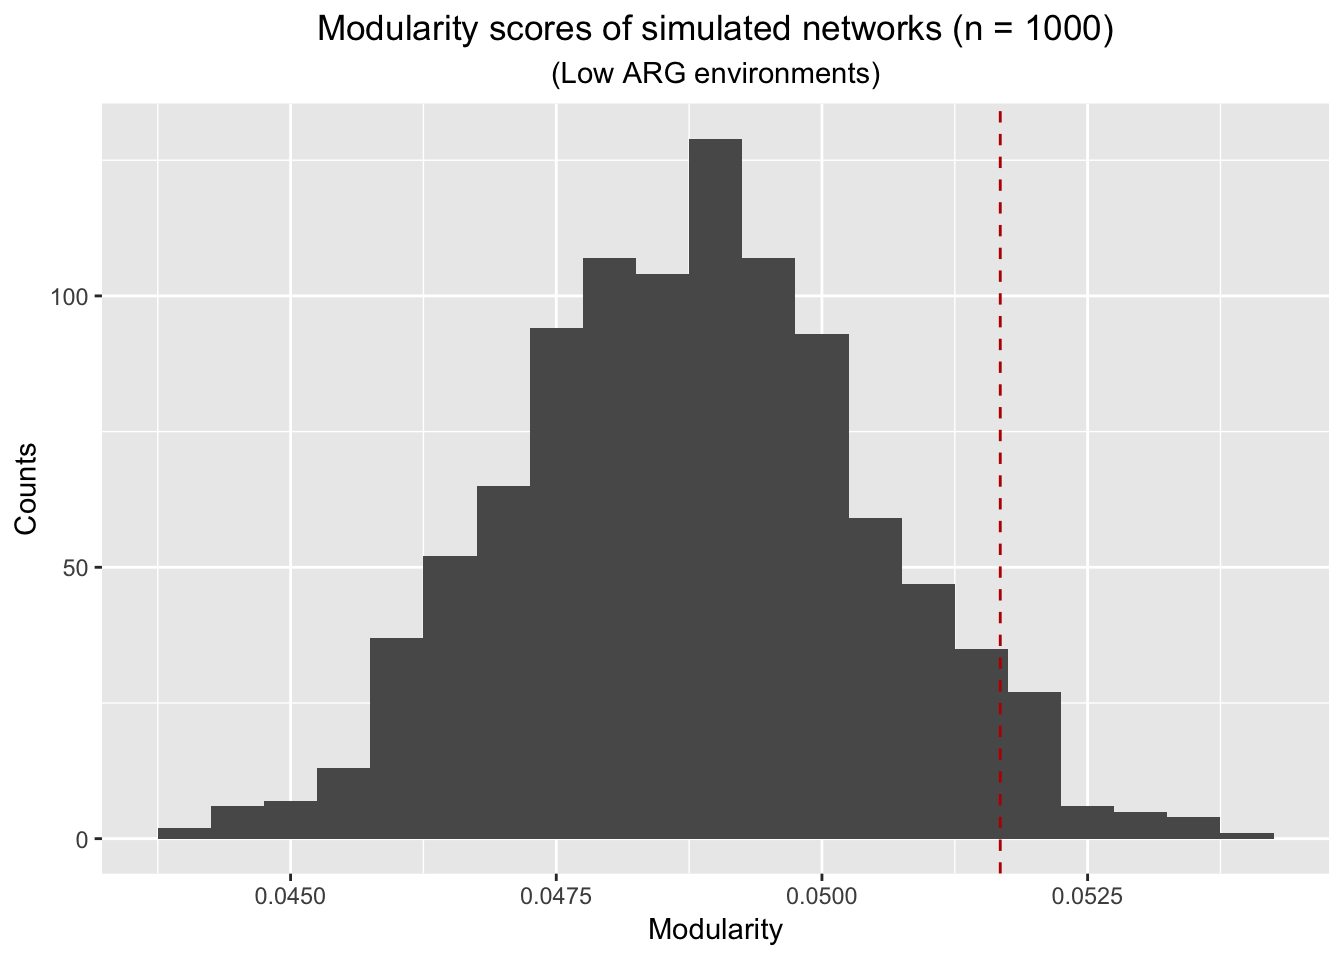 Modularity scores of simulated networks (n = 1000)
(Low ARG environments)
Counts
100
50
0
0.0450 0.0475 0.0500 0.0525
Modularity